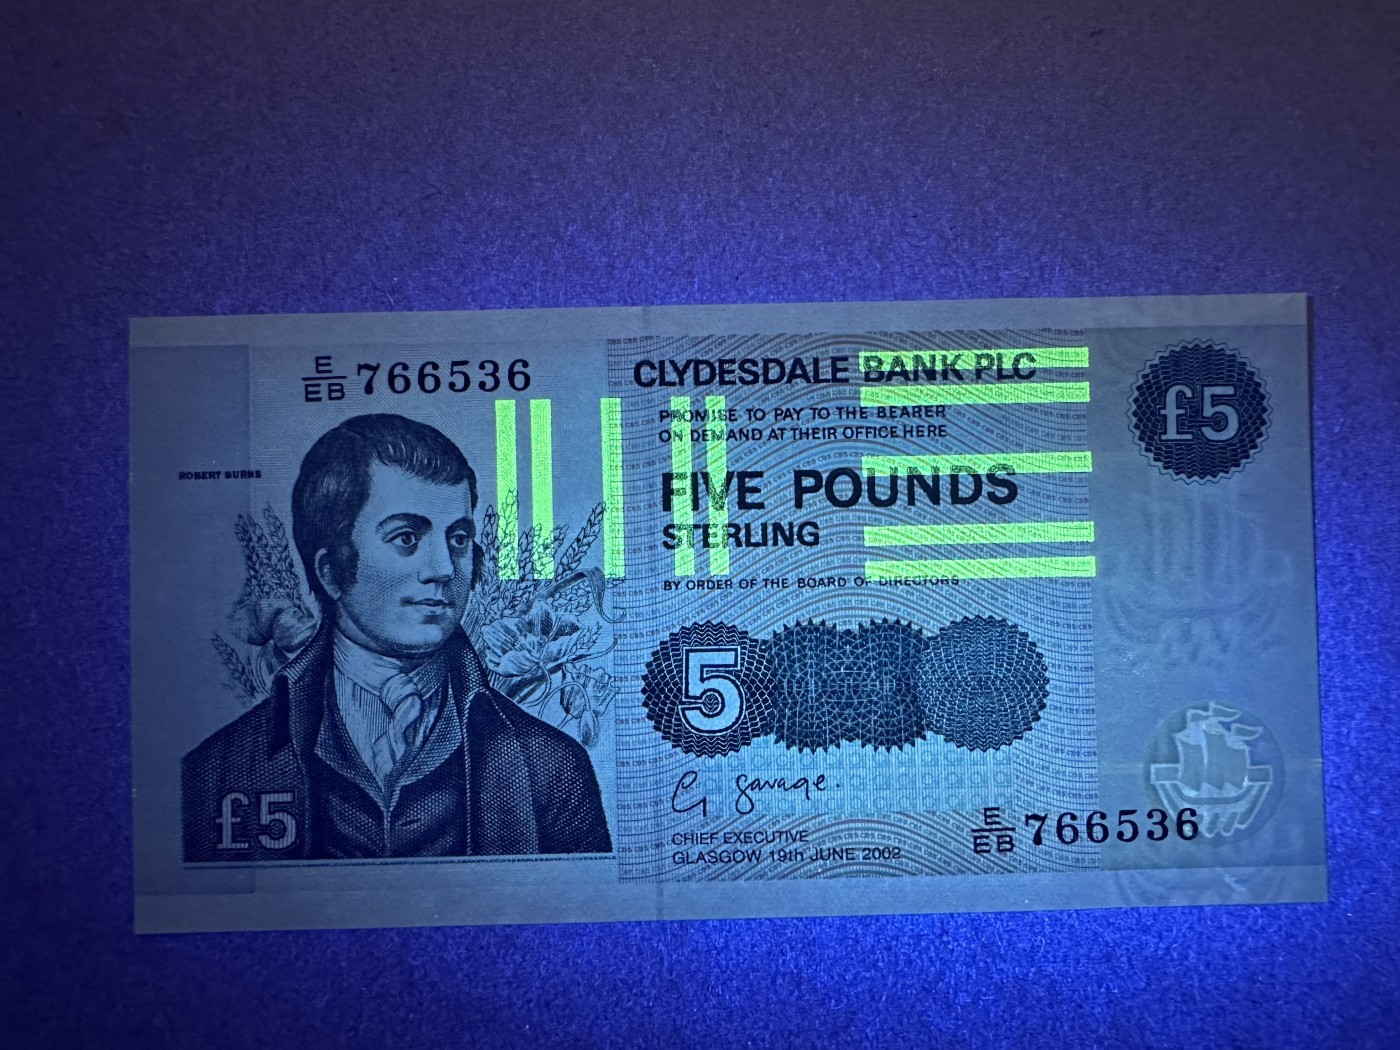 E
EB 766536
CLYDESDALE BANK PLC
PROMISE TO PAY TO THE BEARER
ON DEMAND AT THEIR OFFICE HERE
£5
ROBERT BURNS
FIVE POUNDS
STERLING
BY ORDER OF THE BOARD OF DIRECTORS
5
G Savage.
£5
CHIEF EXECUTIVE
GLASGOW 19th JUNE 2002
E
EB 766536